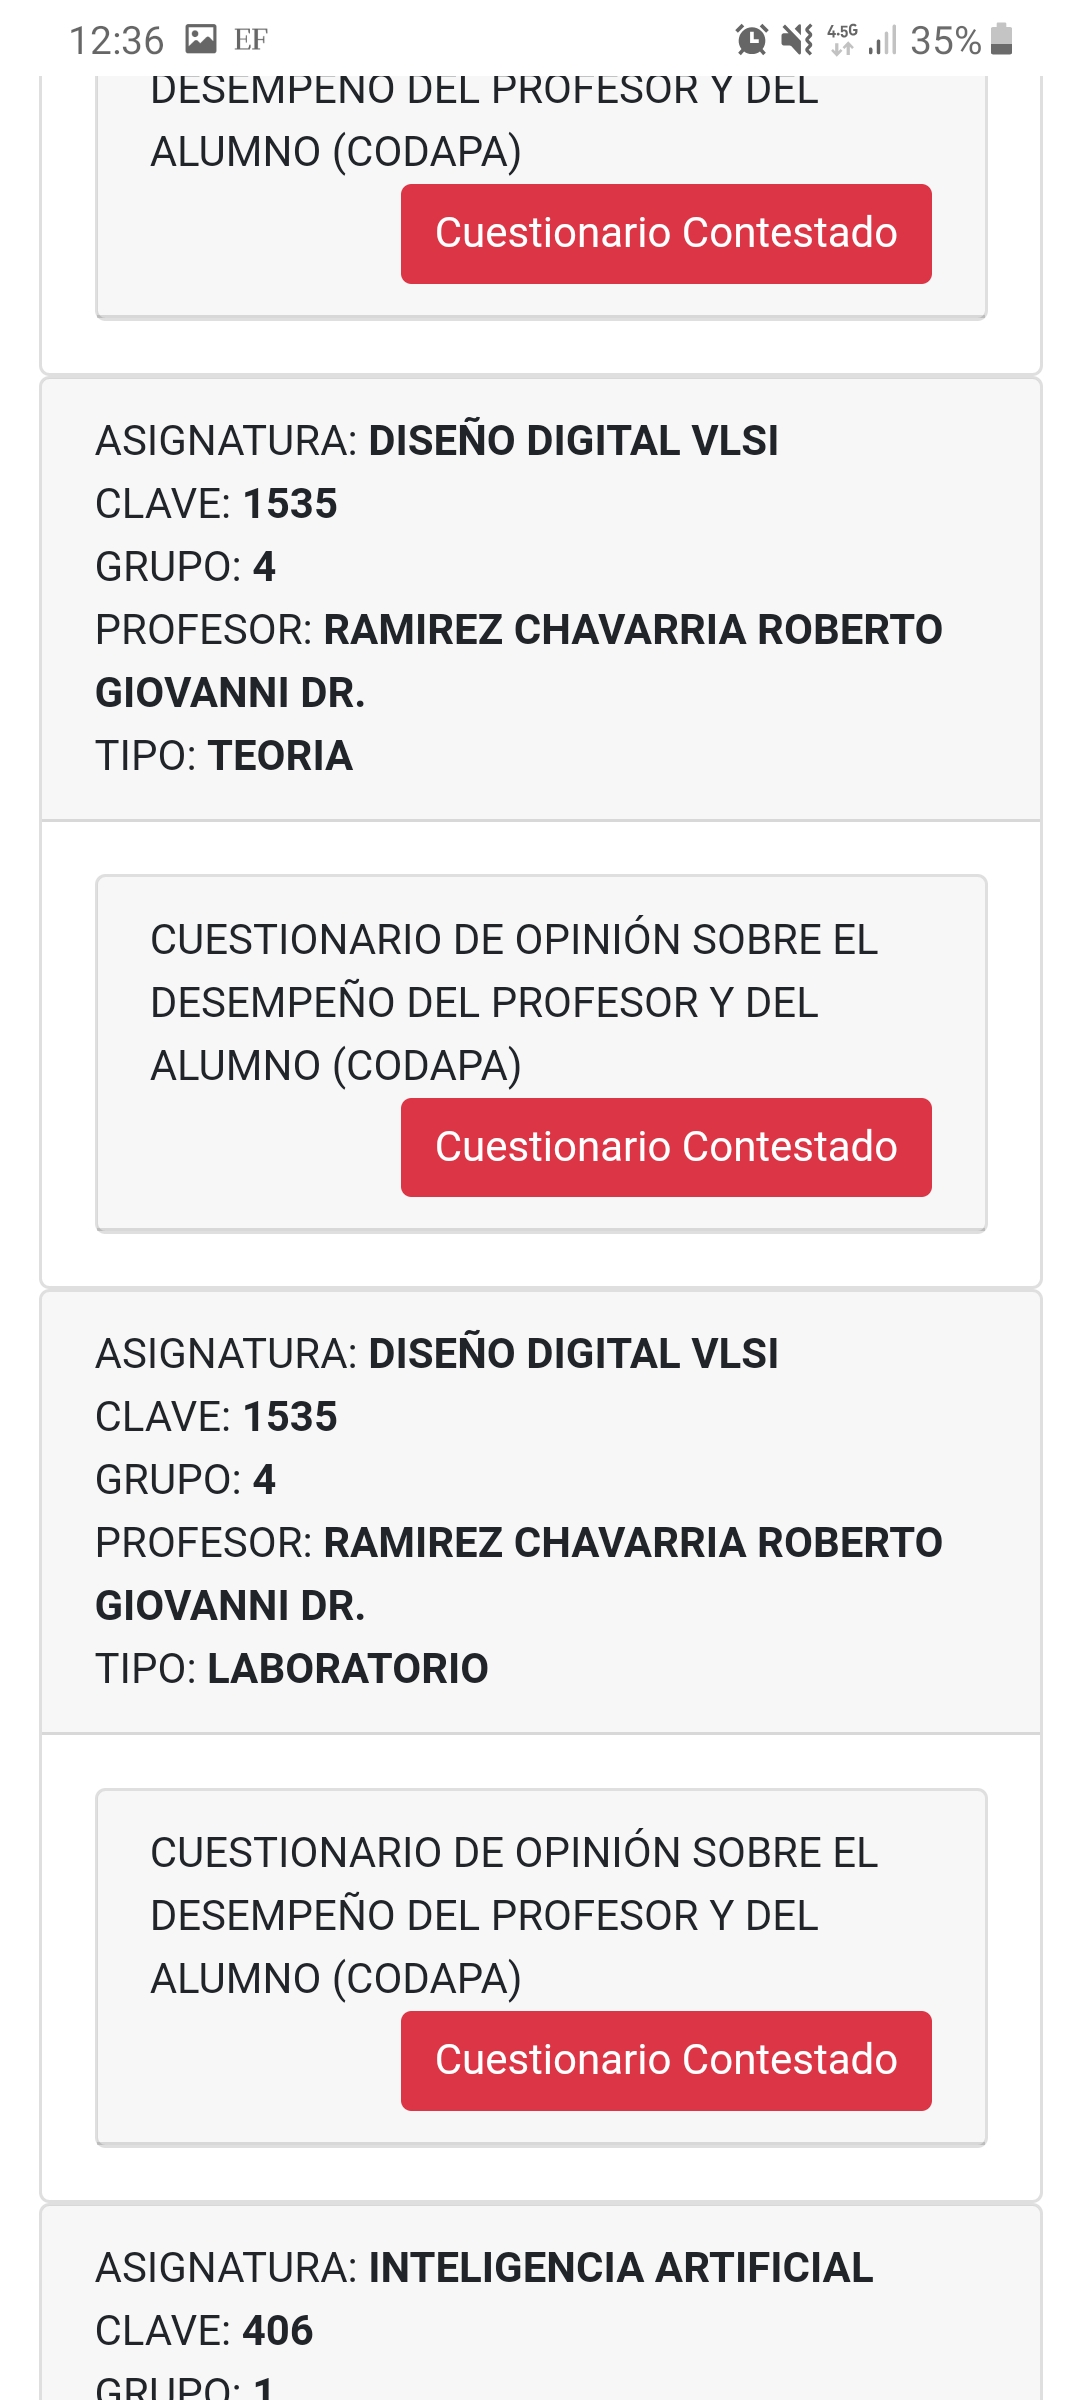 12:36 EF 4.5G 35%
DESEMPEÑO DEL PROFESOR Y DEL
ALUMNO (CODAPA)
Cuestionario Contestado
ASIGNATURA: DISEÑO DIGITAL VLSI
CLAVE: 1535
GRUPO: 4
PROFESOR: RAMIREZ CHAVARRIA ROBERTO
GIOVANNI DR.
TIPO: TEORIA
CUESTIONARIO DE OPINIÓN SOBRE EL
DESEMPEÑO DEL PROFESOR Y DEL
ALUMNO (CODAPA)
Cuestionario Contestado
ASIGNATURA: DISEÑO DIGITAL VLSI
CLAVE: 1535
GRUPO: 4
PROFESOR: RAMIREZ CHAVARRIA ROBERTO
GIOVANNI DR.
TIPO: LABORATORIO
CUESTIONARIO DE OPINIÓN SOBRE EL
DESEMPEÑO DEL PROFESOR Y DEL
ALUMNO (CODAPA)
Cuestionario Contestado
ASIGNATURA: INTELIGENCIA ARTIFICIAL
CLAVE: 406
GRUPO: 1